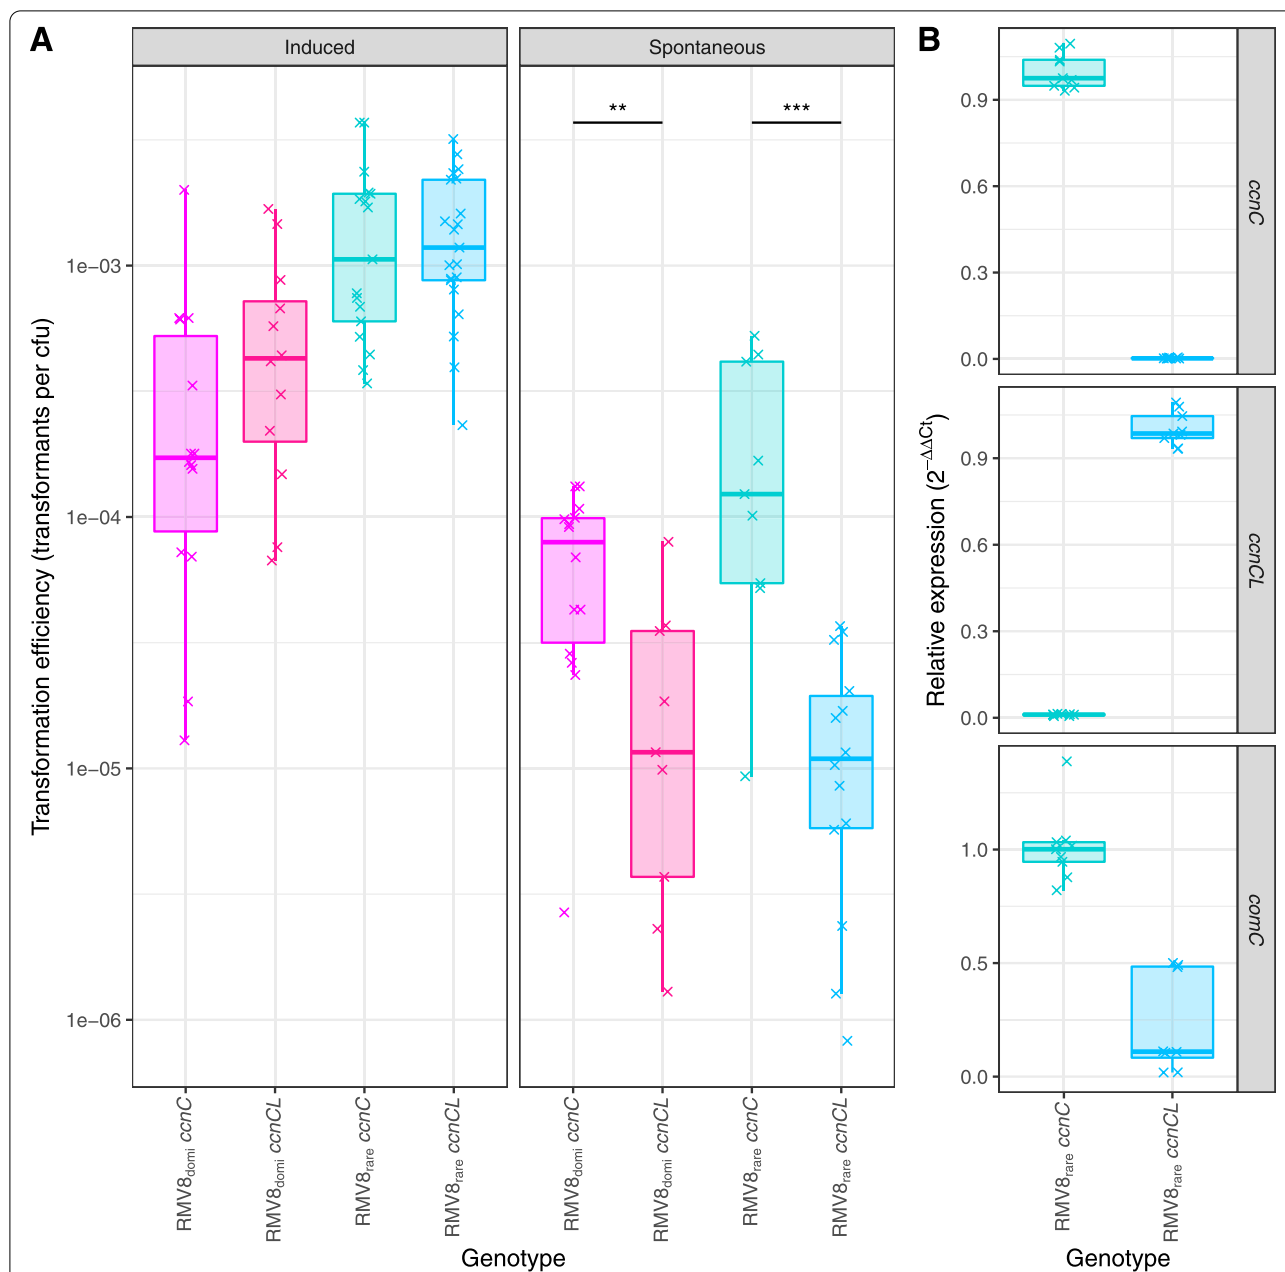 A
Induced
Spontaneous
**
***
Transformation efficiency (transformants per cfu)
1e−03
1e−04
1e−05
1e−06
RMV8domi ccnC
RMV8domi ccnCL
RMV8rare ccnC
RMV8rare ccnCL
RMV8domi ccnC
RMV8domi ccnCL
RMV8rare ccnC
RMV8rare ccnCL
Genotype
B
Relative expression (2−ΔΔCt)
0.9
0.6
0.3
0.0
ccnC
0.9
0.6
0.3
0.0
ccnCL
1.0
0.5
0.0
comC
RMV8rare ccnC
RMV8rare ccnCL
Genotype